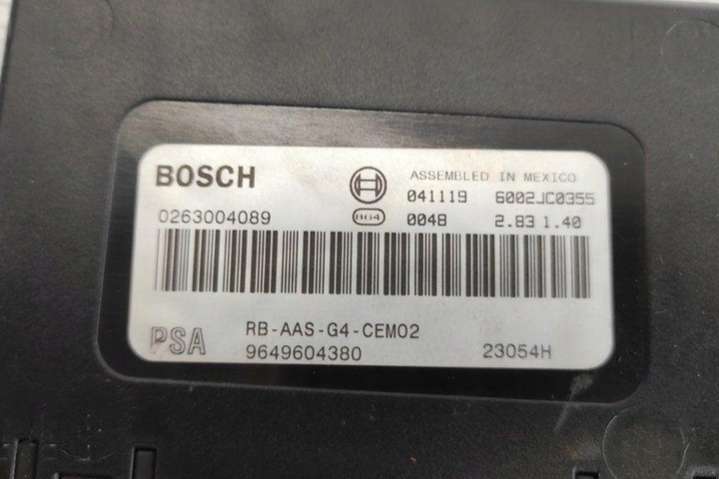 BOSCH
ASSEMBLED IN MEXICO
041119 6002JC0355
0263004089
864 0048 2.83 1.40
PSA
RB-AAS-G4-CEM02
9649604380 23054H